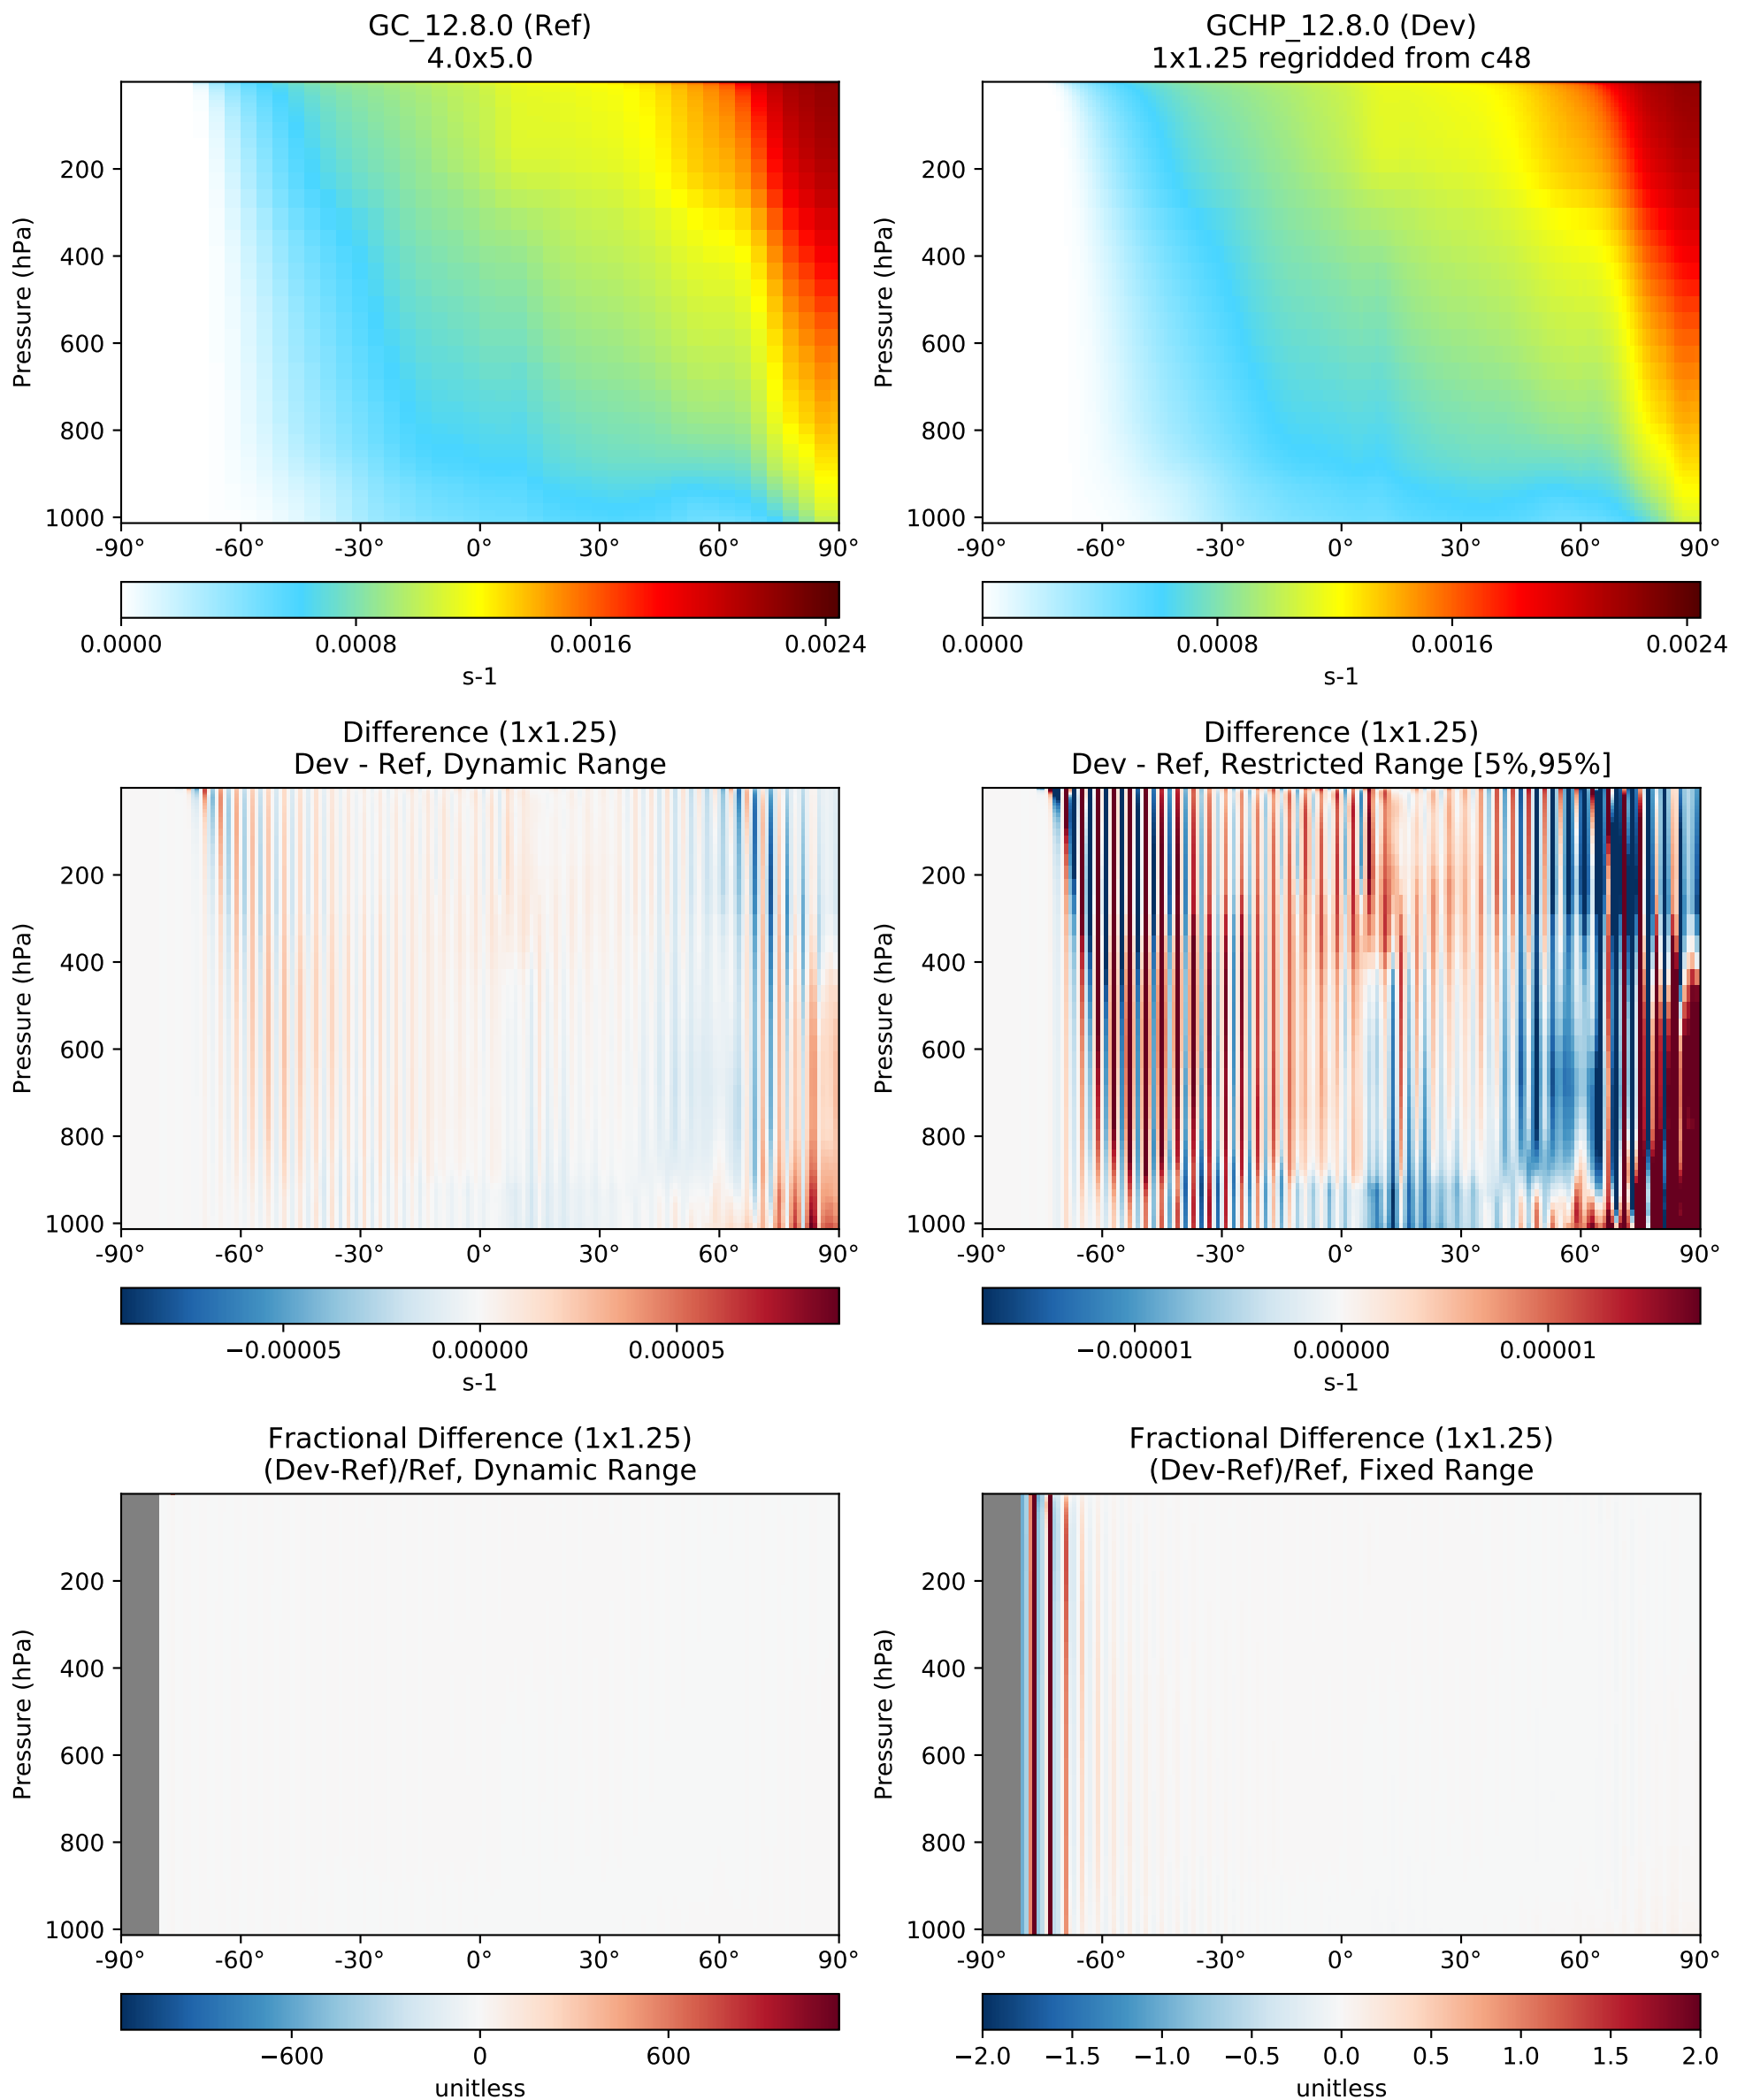 GC_12.8.0 (Ref)
4.0x5.0
Pressure (hPa)
200
400
600
800
1000
-90° -60° -30° 0° 30° 60° 90°
0.0000 0.0008 0.0016 0.0024
s-1
GCHP_12.8.0 (Dev)
1x1.25 regridded from c48
Pressure (hPa)
200
400
600
800
1000
-90° -60° -30° 0° 30° 60° 90°
0.0000 0.0008 0.0016 0.0024
s-1
Difference (1x1.25)
Dev - Ref, Dynamic Range
Pressure (hPa)
200
400
600
800
1000
-90° -60° -30° 0° 30° 60° 90°
−0.00005 0.00000 0.00005
s-1
Difference (1x1.25)
Dev - Ref, Restricted Range [5%,95%]
Pressure (hPa)
200
400
600
800
1000
-90° -60° -30° 0° 30° 60° 90°
−0.00001 0.00000 0.00001
s-1
Fractional Difference (1x1.25)
(Dev-Ref)/Ref, Dynamic Range
Pressure (hPa)
200
400
600
800
1000
-90° -60° -30° 0° 30° 60° 90°
−600 0 600
unitless
Fractional Difference (1x1.25)
(Dev-Ref)/Ref, Fixed Range
Pressure (hPa)
200
400
600
800
1000
-90° -60° -30° 0° 30° 60° 90°
−2.0 −1.5 −1.0 −0.5 0.0 0.5 1.0 1.5 2.0
unitless